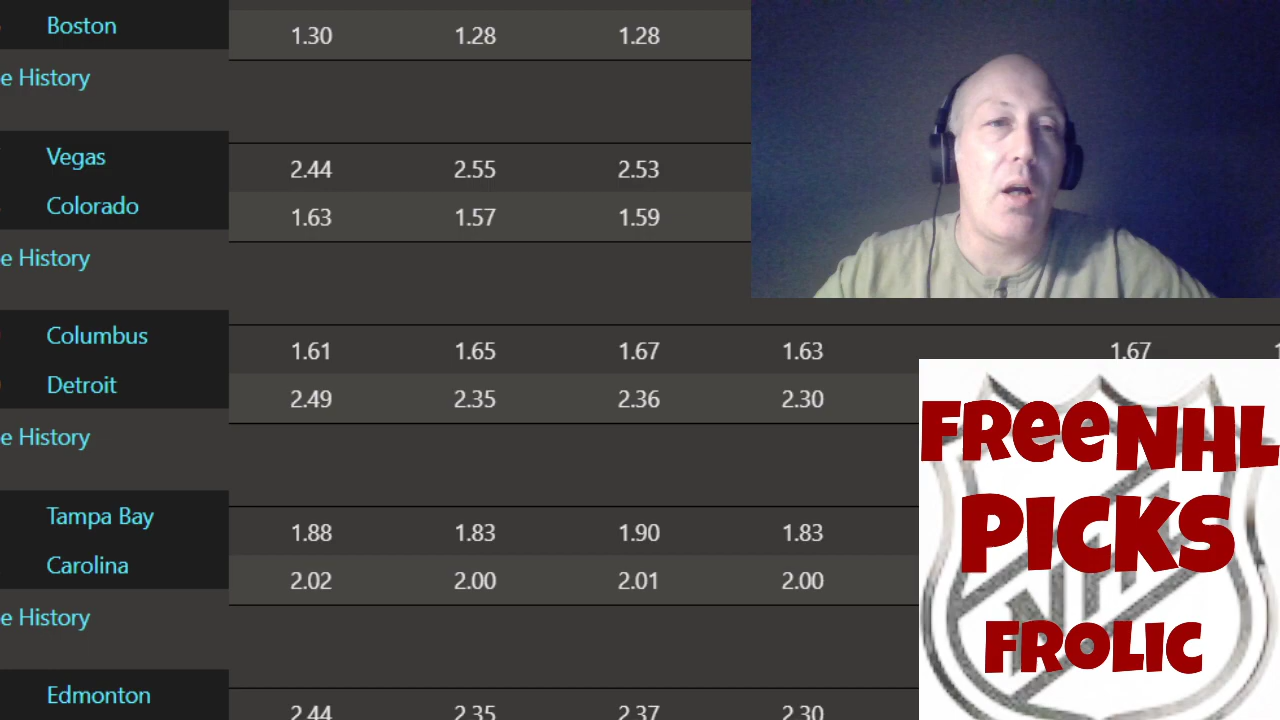 Boston 1.30 1.28 1.28
e History
Vegas 2.44 2.55 2.53
Colorado 1.63 1.57 1.59
e History
Columbus 1.61 1.65 1.67 1.63 1.67
Detroit 2.49 2.35 2.36 2.30
e History
Tampa Bay 1.88 1.83 1.90 1.83
Carolina 2.02 2.00 2.01 2.00
e History
Edmonton 2.44 2.35 2.37 2.30
FReeNHL
PICKS
FROLIC
NHL